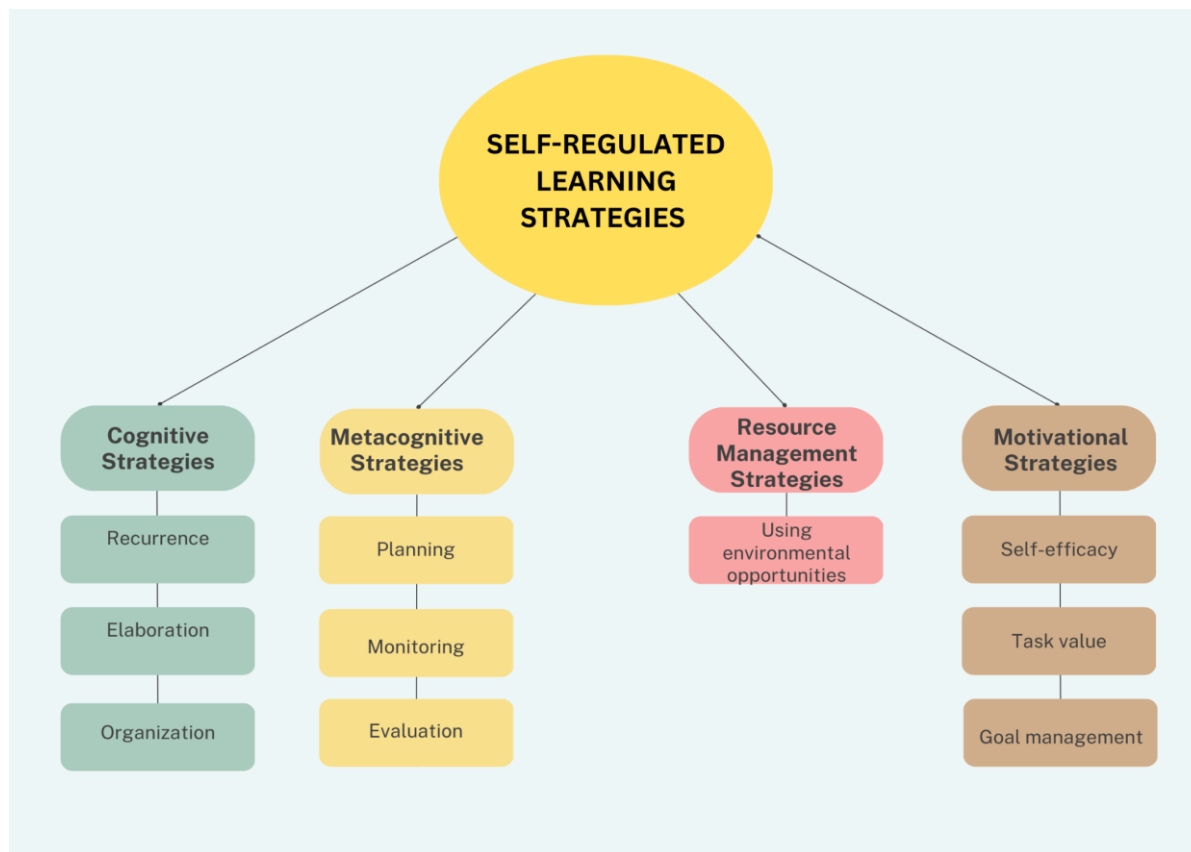 SELF-REGULATED
LEARNING
STRATEGIES
Cognitive
Strategies
Recurrence
Elaboration
Organization
Metacognitive
Strategies
Planning
Monitoring
Evaluation
Resource
Management
Strategies
Using
environmental
opportunities
Motivational
Strategies
Self-efficacy
Task value
Goal management